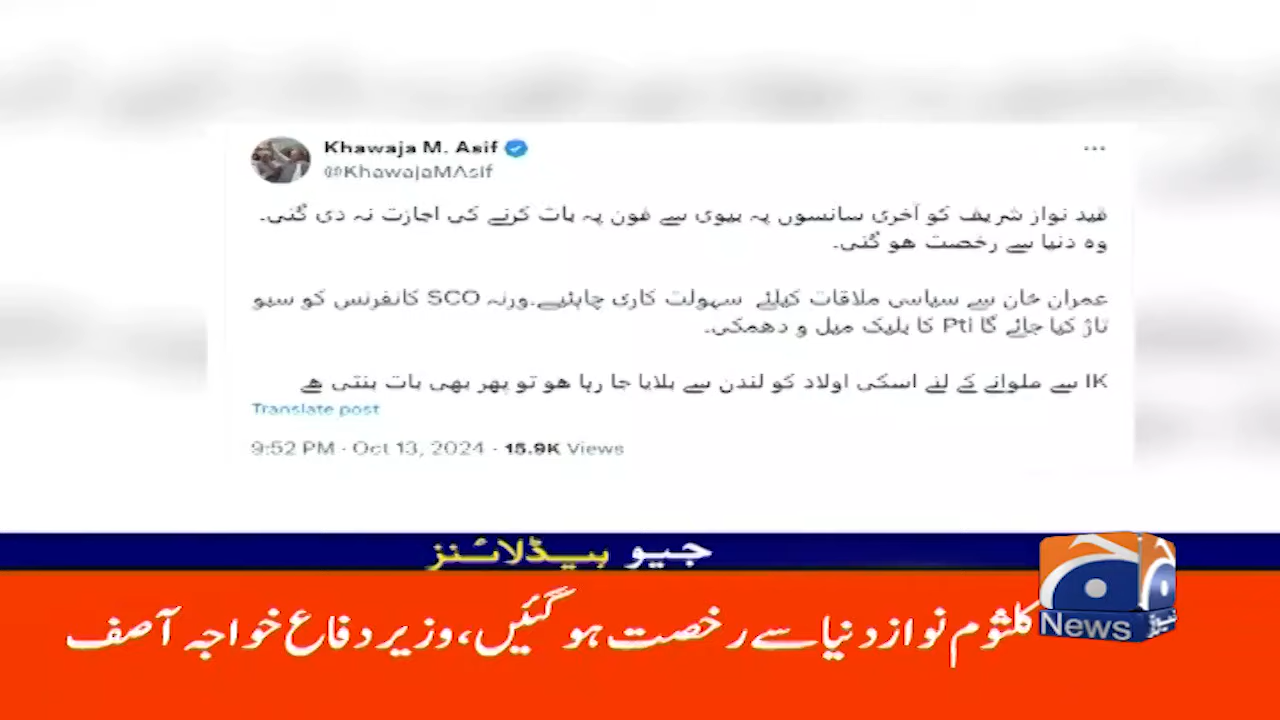 Khawaja M. Asif
@KhawajaMAsif
...
قید نواز شریف کو آخری سانسوں پہ بیوی سے فون پہ بات کرنے کی اجازت نہ دی گئی۔
وہ دنیا سے رخصت ھو گئی۔
عمران خان سے سیاسی ملاقات کیلئے سہولت کاری چاہئیے۔ورنہ SCO کانفرنس کو سبو
تاژ کیا جائے گا Pti کا بلیک میل و دھمکی۔
IK سے ملوانے کے لئے اسکی اولاد کو لندن سے بلایا جا رہا ھو تو پھر بھی بات بنتی ھے
Translate post
9:52 PM · Oct 13, 2024 · 15.9K Views
جیو ہیڈلائنز
کلثوم نواز دنیا سے رخصت ہو گئیں، وزیر دفاع خواجہ آصف
جیو
News نیوز